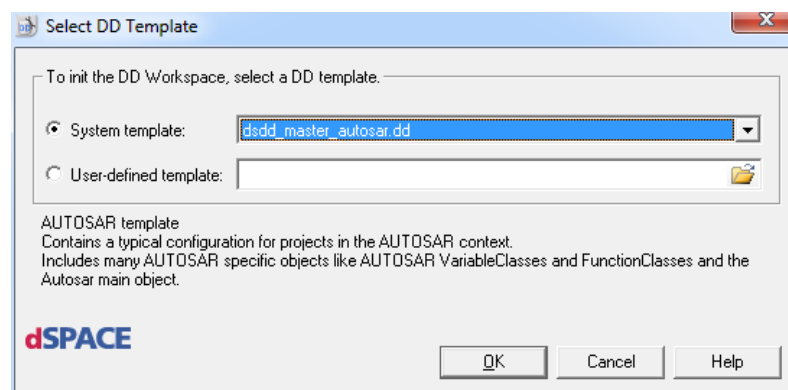 Select DD Template
To init the DD Workspace, select a DD template.
System template:
dsdd_master_autosar.dd
User-defined template:
AUTOSAR template
Contains a typical configuration for projects in the AUTOSAR context.
Includes many AUTOSAR specific objects like AUTOSAR VariableClasses and FunctionClasses and the
Autosar main object.
dSPACE
OK
Cancel
Help